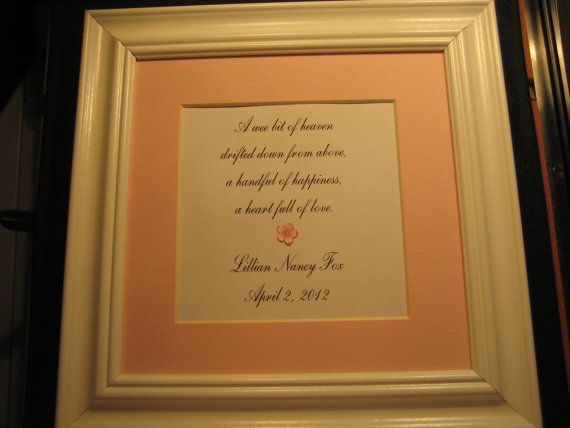 A wee bit of heaven
drifted down from above,
a handful of happiness,
a heart full of love.
Lillian Nancy Fox
April 2, 2012